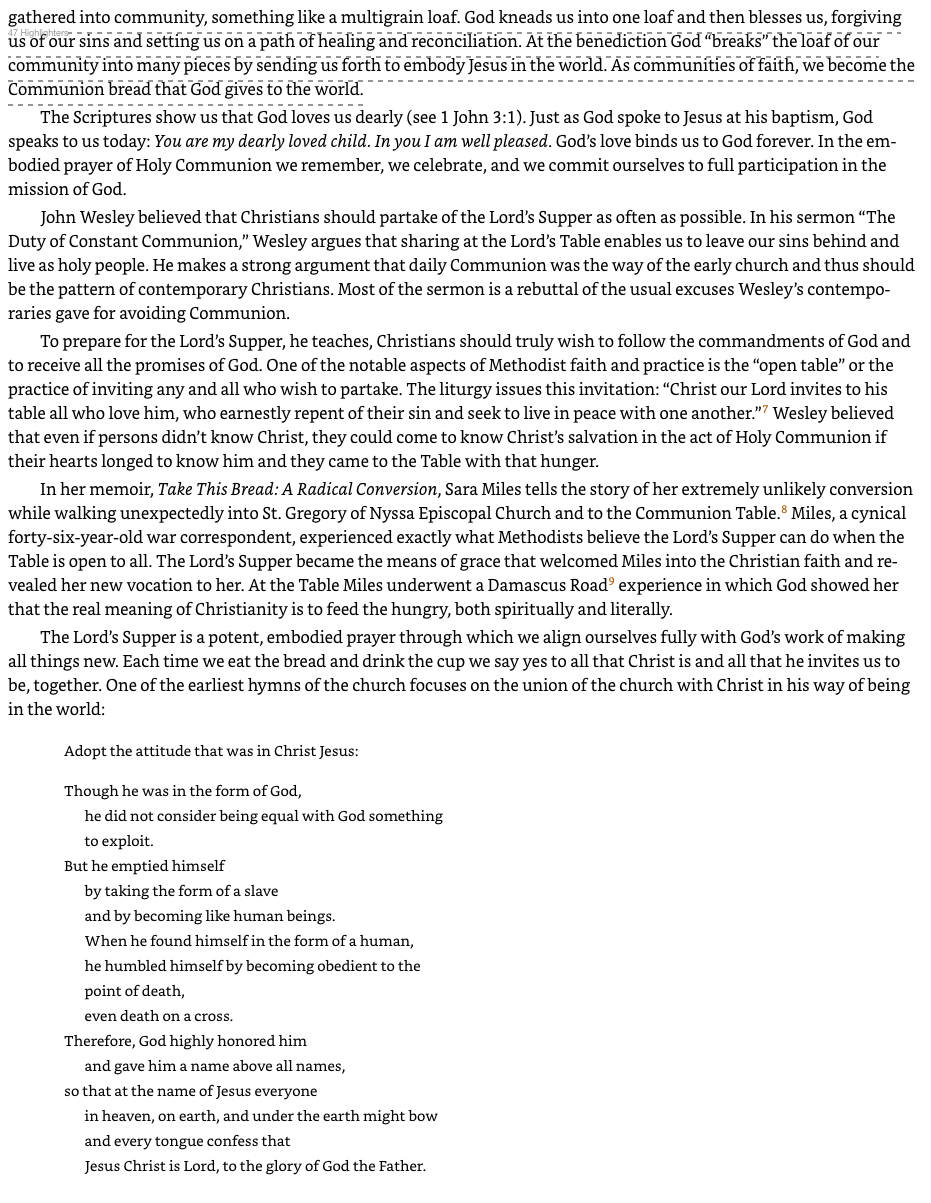 gathered into community, something like a multigrain loaf. God kneads us into one loaf and then blesses us, forgiving
47 Highlighters
us of our sins and setting us on a path of healing and reconciliation. At the benediction God “breaks” the loaf of our
community into many pieces by sending us forth to embody Jesus in the world. As communities of faith, we become the
Communion bread that God gives to the world.
The Scriptures show us that God loves us dearly (see 1 John 3:1). Just as God spoke to Jesus at his baptism, God
speaks to us today: You are my dearly loved child. In you I am well pleased. God’s love binds us to God forever. In the em-
bodied prayer of Holy Communion we remember, we celebrate, and we commit ourselves to full participation in the
mission of God.
John Wesley believed that Christians should partake of the Lord’s Supper as often as possible. In his sermon “The
Duty of Constant Communion,” Wesley argues that sharing at the Lord’s Table enables us to leave our sins behind and
live as holy people. He makes a strong argument that daily Communion was the way of the early church and thus should
be the pattern of contemporary Christians. Most of the sermon is a rebuttal of the usual excuses Wesley’s contempo-
raries gave for avoiding Communion.
To prepare for the Lord’s Supper, he teaches, Christians should truly wish to follow the commandments of God and
to receive all the promises of God. One of the notable aspects of Methodist faith and practice is the “open table” or the
practice of inviting any and all who wish to partake. The liturgy issues this invitation: “Christ our Lord invites to his
table all who love him, who earnestly repent of their sin and seek to live in peace with one another.”7 Wesley believed
that even if persons didn’t know Christ, they could come to know Christ’s salvation in the act of Holy Communion if
their hearts longed to know him and they came to the Table with that hunger.
In her memoir, Take This Bread: A Radical Conversion, Sara Miles tells the story of her extremely unlikely conversion
while walking unexpectedly into St. Gregory of Nyssa Episcopal Church and to the Communion Table.8 Miles, a cynical
forty-six-year-old war correspondent, experienced exactly what Methodists believe the Lord’s Supper can do when the
Table is open to all. The Lord’s Supper became the means of grace that welcomed Miles into the Christian faith and re-
vealed her new vocation to her. At the Table Miles underwent a Damascus Road9 experience in which God showed her
that the real meaning of Christianity is to feed the hungry, both spiritually and literally.
The Lord’s Supper is a potent, embodied prayer through which we align ourselves fully with God’s work of making
all things new. Each time we eat the bread and drink the cup we say yes to all that Christ is and all that he invites us to
be, together. One of the earliest hymns of the church focuses on the union of the church with Christ in his way of being
in the world:
Adopt the attitude that was in Christ Jesus:
Though he was in the form of God,
he did not consider being equal with God something
to exploit.
But he emptied himself
by taking the form of a slave
and by becoming like human beings.
When he found himself in the form of a human,
he humbled himself by becoming obedient to the
point of death,
even death on a cross.
Therefore, God highly honored him
and gave him a name above all names,
so that at the name of Jesus everyone
in heaven, on earth, and under the earth might bow
and every tongue confess that
Jesus Christ is Lord, to the glory of God the Father.